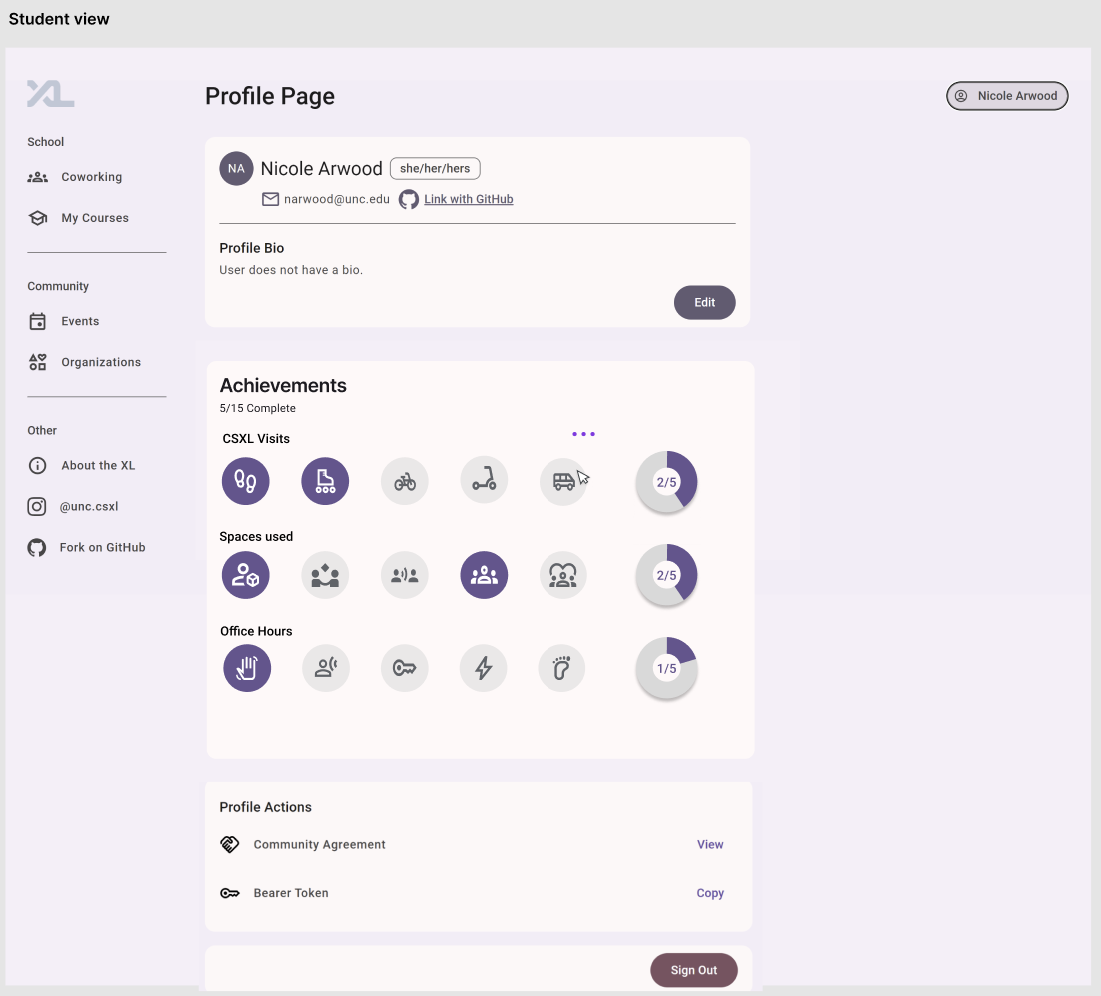 Student view
XL
Profile Page
Nicole Arwood
School
Coworking
My Courses
Community
Events
Organizations
Other
About the XL
@unc.csxl
Fork on GitHub
NA
Nicole Arwood
she/her/hers
narwood@unc.edu
Link with GitHub
Profile Bio
User does not have a bio.
Edit
Achievements
5/15 Complete
CSXL Visits
2/5
Spaces used
2/5
Office Hours
1/5
Profile Actions
Community Agreement
View
Bearer Token
Copy
Sign Out